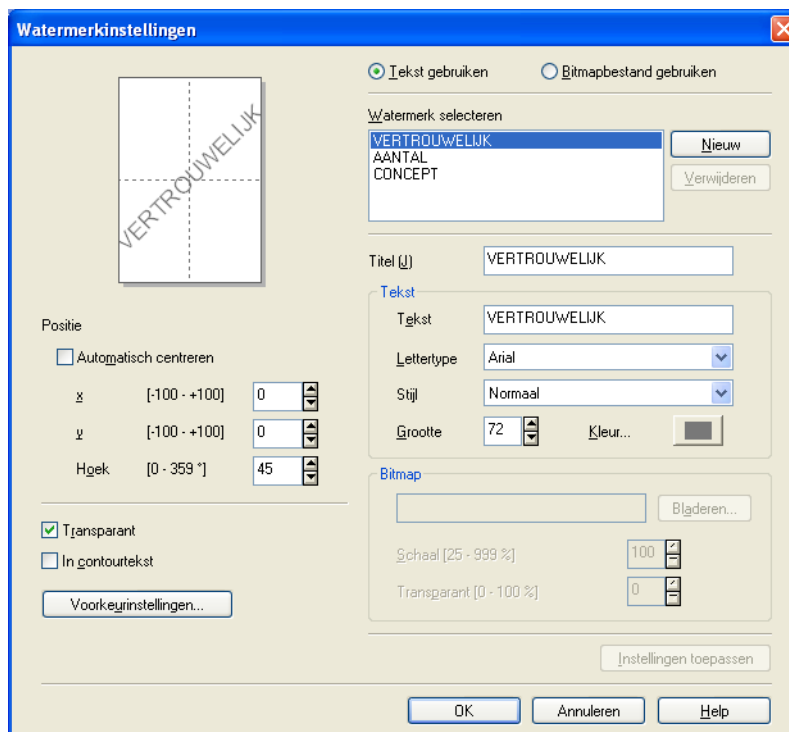 Watermerkinstellingen
VERTROUWELIJK
Positie
Automatisch centreren
x [-100 - +100] 0
y [-100 - +100] 0
Hoek [0 - 359 °] 45
Transparant
In contourtekst
Voorkeurinstellingen...
Tekst gebruiken Bitmapbestand gebruiken
Watermerk selecteren
VERTROUWELIJK
AANTAL
CONCEPT
Nieuw
Verwijderen
Titel (J) VERTROUWELIJK
Tekst
Tekst VERTROUWELIJK
Lettertype Arial
Stijl Normaal
Grootte 72 Kleur...
Bitmap
Bladeren...
Schaal [25 - 999 %] 100
Transparant [0 - 100 %] 0
Instellingen toepassen
OK Annuleren Help